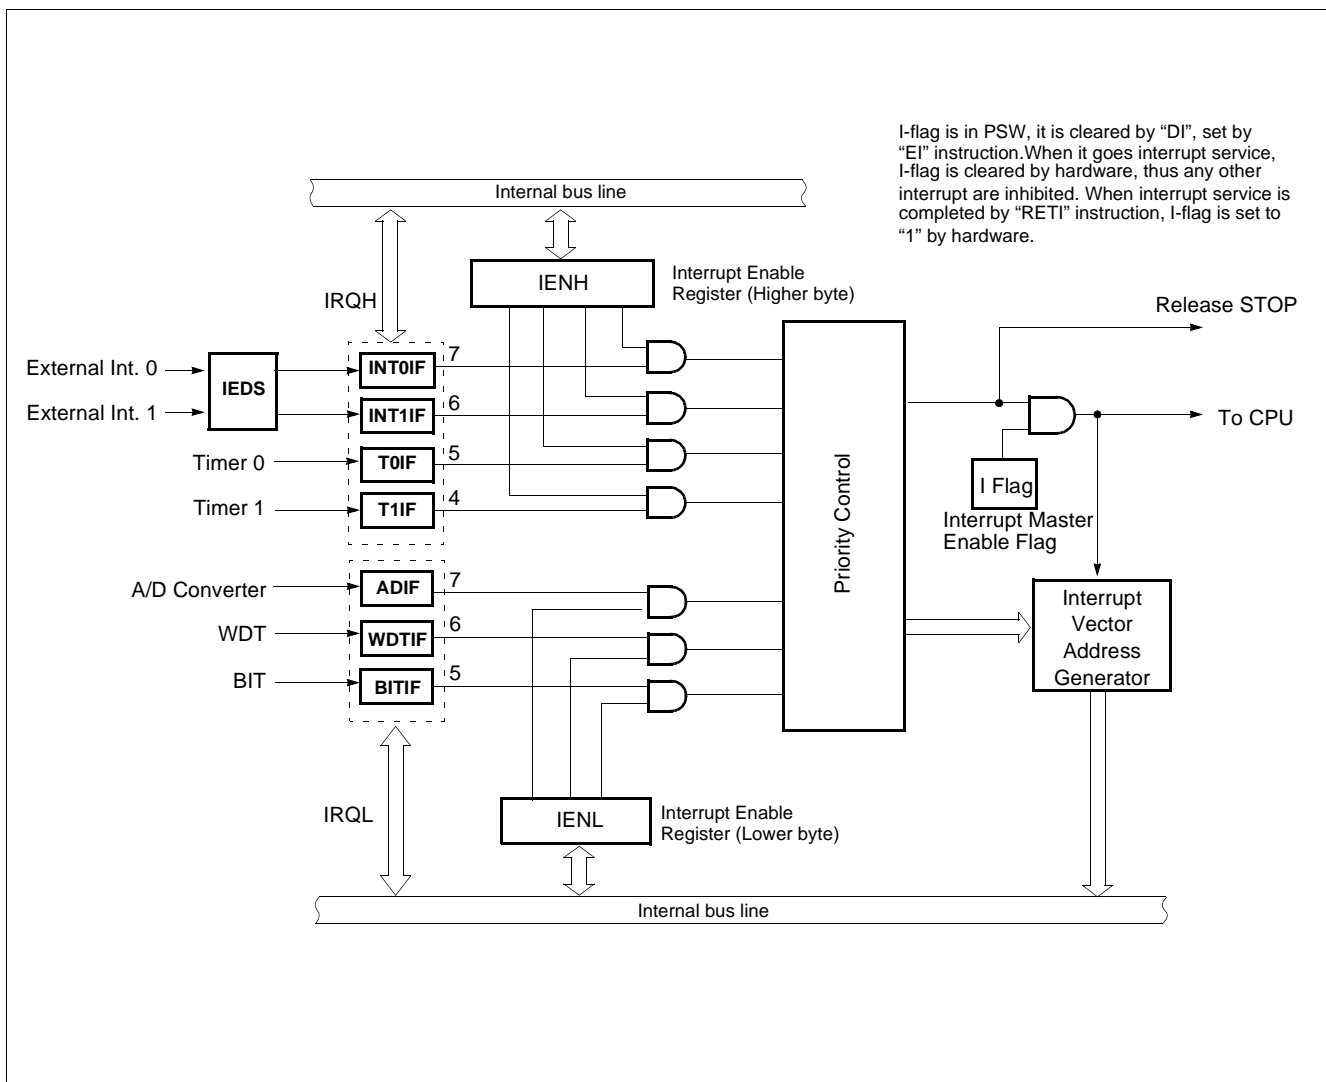 I-flag is in PSW, it is cleared by “DI”, set by
“EI” instruction.When it goes interrupt service,
I-flag is cleared by hardware, thus any other
interrupt are inhibited. When interrupt service is
completed by “RETI” instruction, I-flag is set to
“1” by hardware.
Internal bus line
IRQH
IENH
Interrupt Enable
Register (Higher byte)
Release STOP
External Int. 0
External Int. 1
IEDS
INT0IF
7
INT1IF
6
Timer 0
T0IF
5
Timer 1
T1IF
4
Priority Control
To CPU
I Flag
Interrupt Master
Enable Flag
A/D Converter
ADIF
7
WDT
WDTIF
6
BIT
BITIF
5
Interrupt
Vector
Address
Generator
IRQL
IENL
Interrupt Enable
Register (Lower byte)
Internal bus line